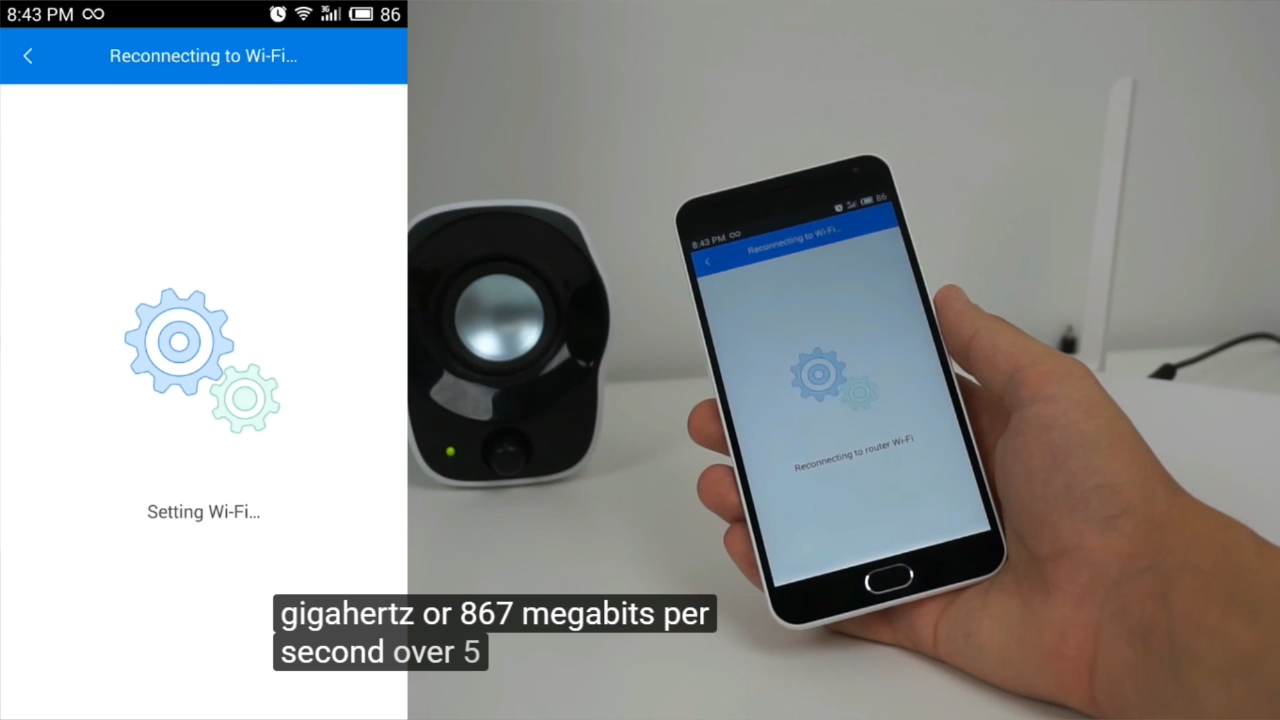 8:43 PM ∞ 3G 86
Reconnecting to Wi-Fi...
Setting Wi-Fi...
8:43 PM ∞ 86
Reconnecting to Wi-Fi...
Reconnecting to router Wi-Fi
gigahertz or 867 megabits per
second over 5